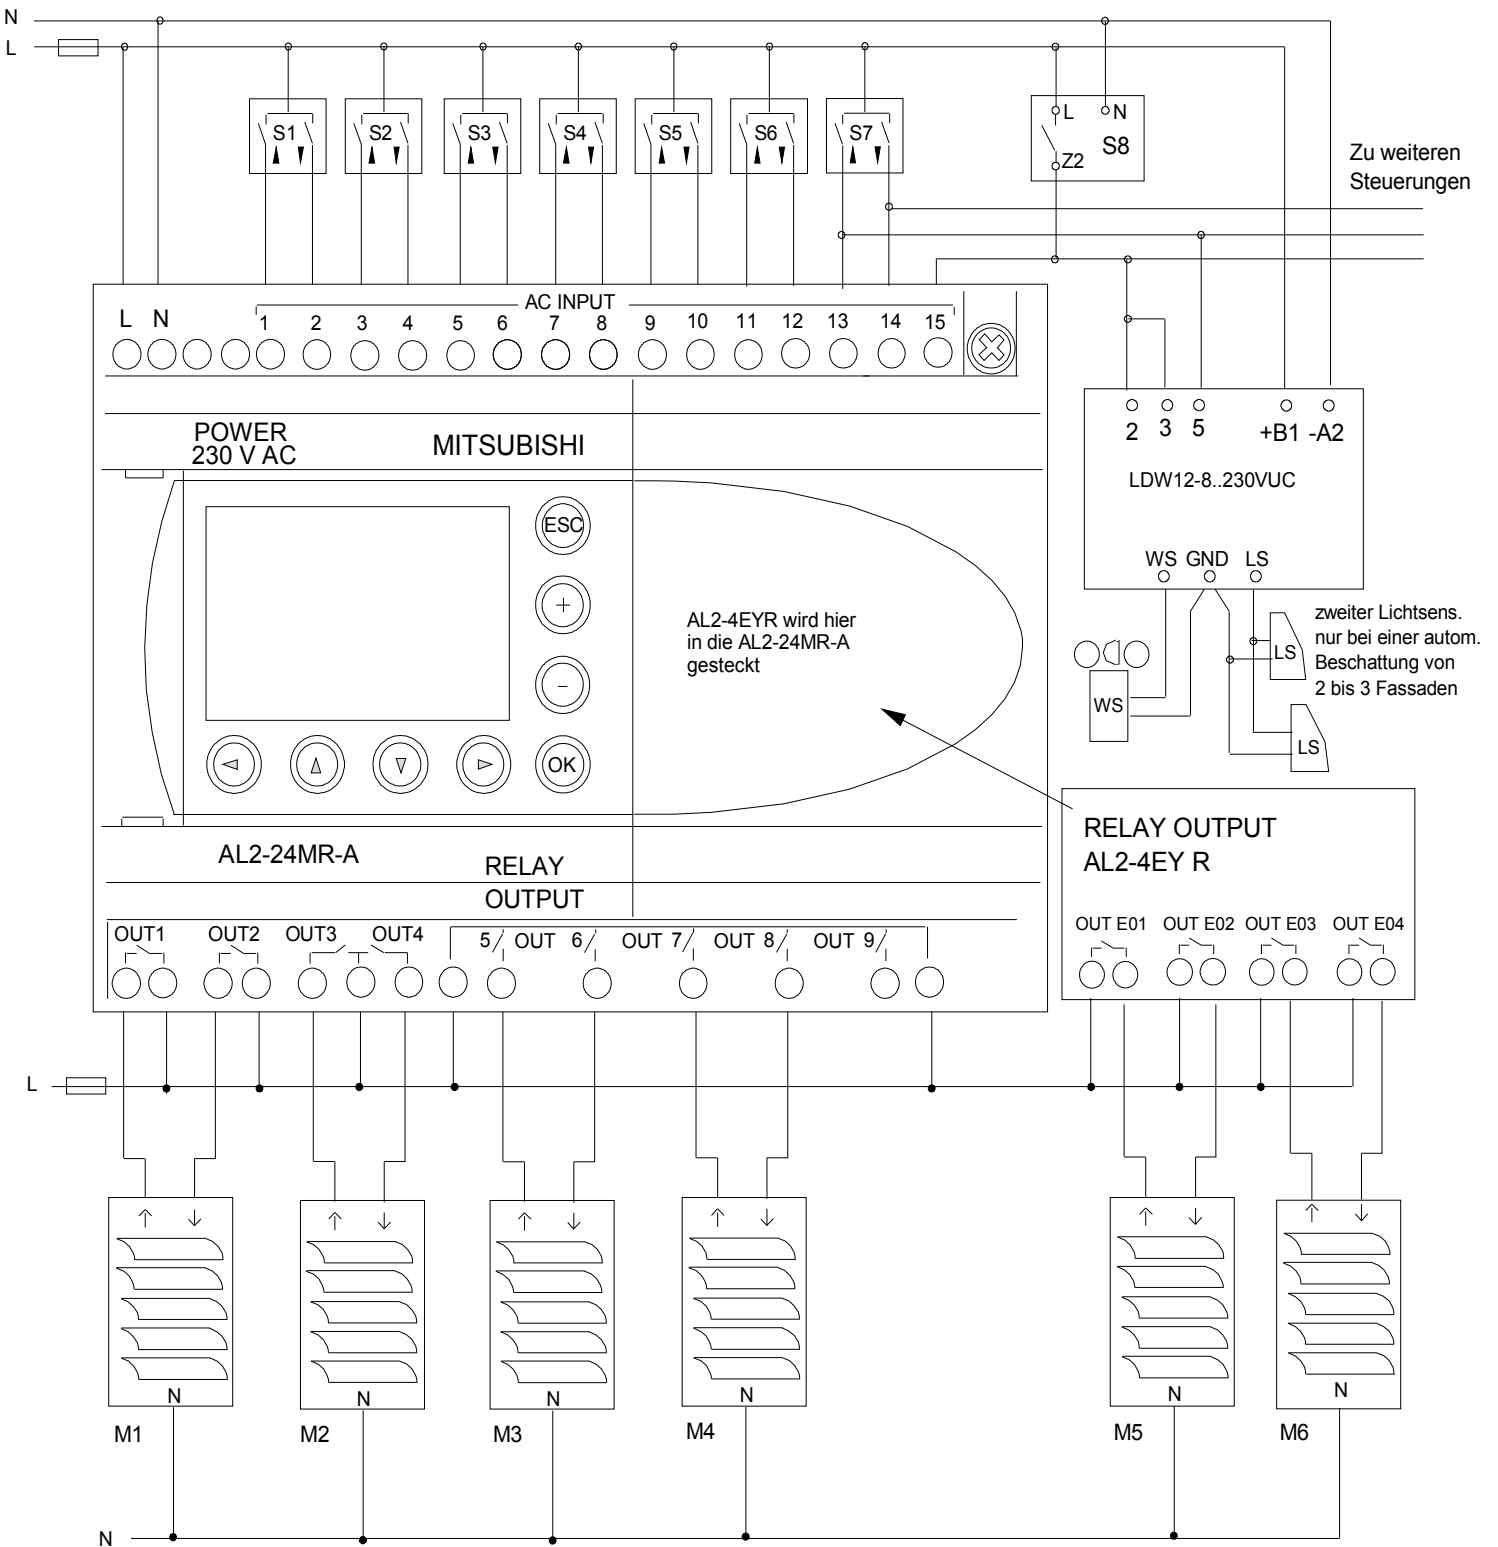 N
L
S1 S2 S3 S4 S5 S6 S7
L N
S8
Z2
Zu weiteren
Steuerungen
AC INPUT
L N 1 2 3 4 5 6 7 8 9 10 11 12 13 14 15
POWER
230 V AC
MITSUBISHI
2 3 5 +B1 -A2
LDW12-8..230VUC
WS GND LS
ESC
+
-
OK
AL2-4EYR wird hier
in die AL2-24MR-A
gesteckt
zweiter Lichtsens.
nur bei einer autom.
Beschattung von
2 bis 3 Fassaden
LS
WS
LS
RELAY OUTPUT
AL2-4EY R
AL2-24MR-A
RELAY
OUTPUT
OUT1 OUT2 OUT3 OUT4 5 OUT 6 OUT 7 OUT 8 OUT 9
OUT E01 OUT E02 OUT E03 OUT E04
L
N N N N N N
M1 M2 M3 M4 M5 M6
N